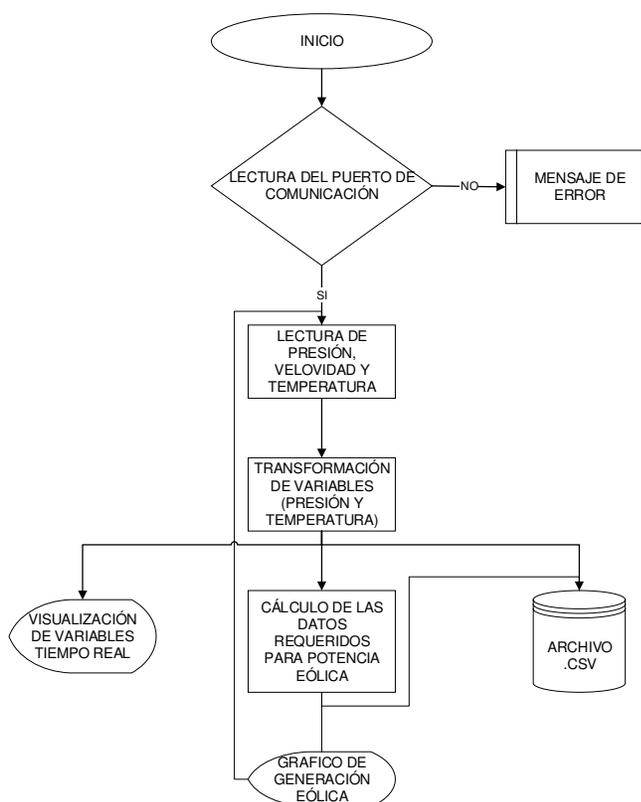 INICIO
LECTURA DEL PUERTO DE
COMUNICACIÓN
NO
MENSAJE DE
ERROR
SI
LECTURA DE
PRESIÓN,
VELOVIDAD Y
TEMPERATURA
TRANSFORMACIÓN
DE VARIABLES
(PRESIÓN Y
TEMPERATURA)
VISUALIZACIÓN
DE VARIABLES
TIEMPO REAL
CÁLCULO DE LAS
DATOS
REQUERIDOS
PARA POTENCIA
EÓLICA
ARCHIVO
.CSV
GRAFICO DE
GENERACIÓN
EÓLICA